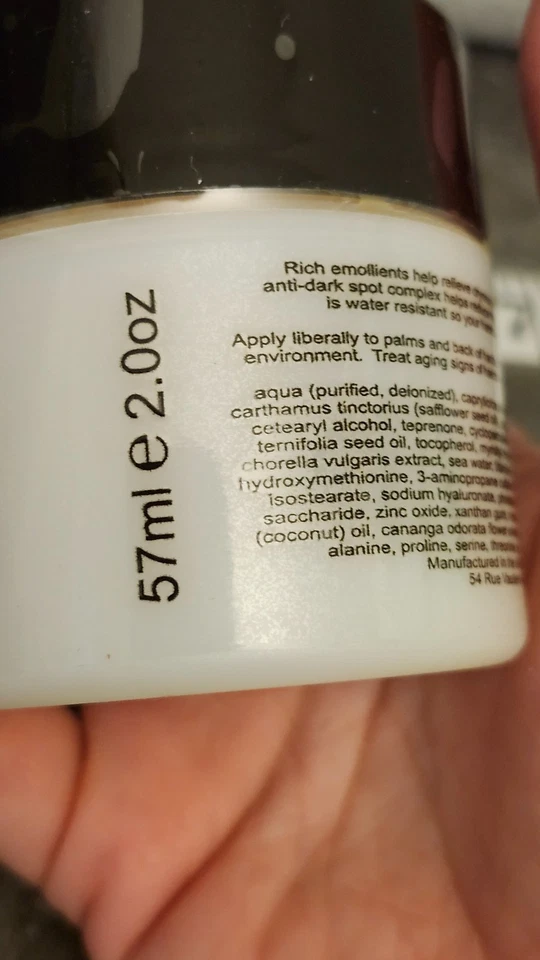 57ml e 2.0oz
Rich emollients help relieve
anti-dark spot complex helps
is water resistant so your
Apply liberally to palms and back of
environment. Treat aging signs of
aqua (purified, deionized),
carthamus tinctorius (safflower seed
cetearyl alcohol, teprenone,
ternifolia seed oil, tocopherol,
chorella vulgaris extract, sea water,
hydroxymethionine, 3-aminopropane
isostearate, sodium hyaluronate,
saccharide, zinc oxide, xanthan gum,
(coconut) oil, cananga odorata flower
alanine, proline, serine,
Manufactured in the
54 Rue